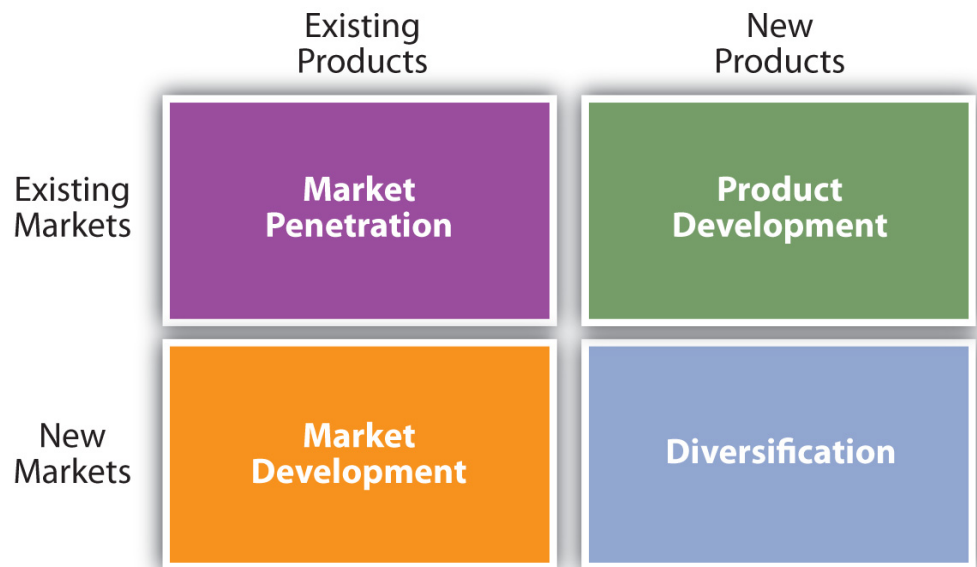 Existing
Products
New
Products
Existing
Markets
Market
Penetration
Product
Development
New
Markets
Market
Development
Diversification